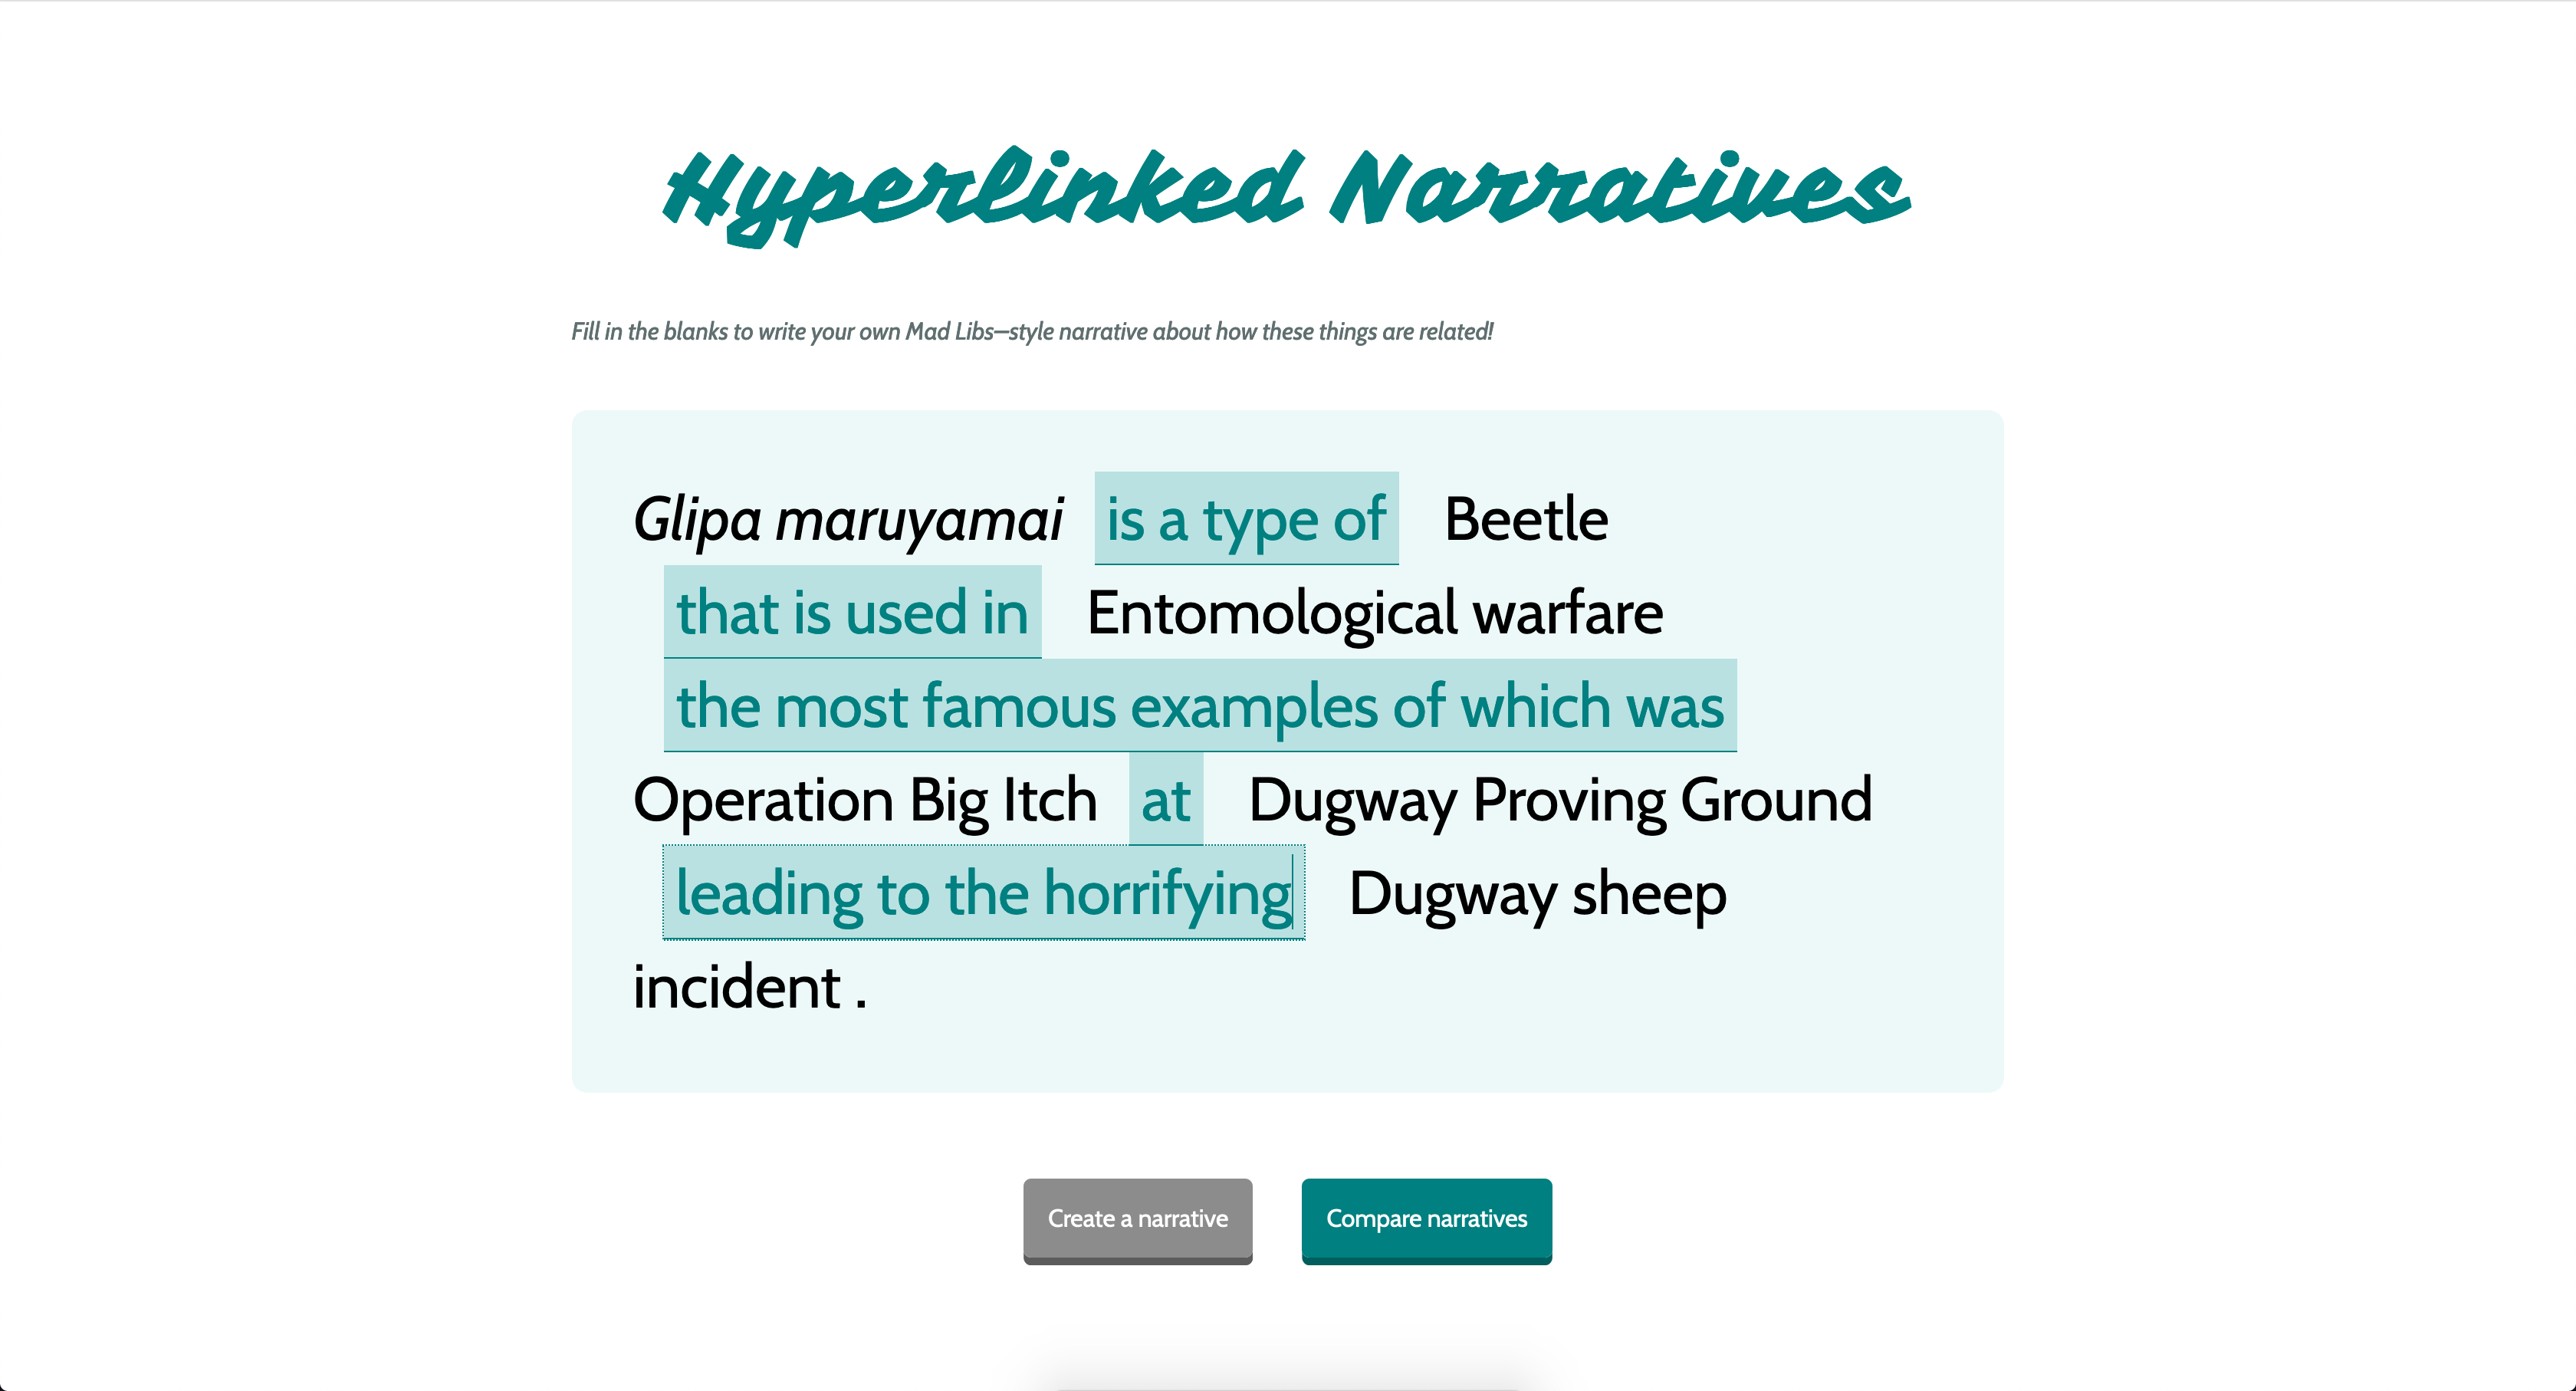 Hyperlinked Narratives
Fill in the blanks to write your own Mad Libs—style narrative about how these things are related!
Glipa maruyamai is a type of Beetle
that is used in Entomological warfare
the most famous examples of which was
Operation Big Itch at Dugway Proving Ground
leading to the horrifying Dugway sheep
incident .
Create a narrative Compare narratives